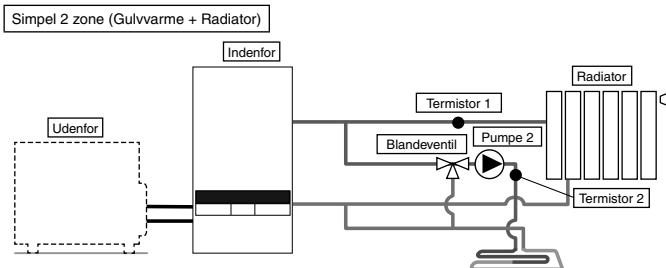 Simpel 2 zone (Gulvvarme + Radiator)
Indenfor
Radiator
Termistor 1
Udenfor
Blandeventil
Pumpe 2
Termistor 2